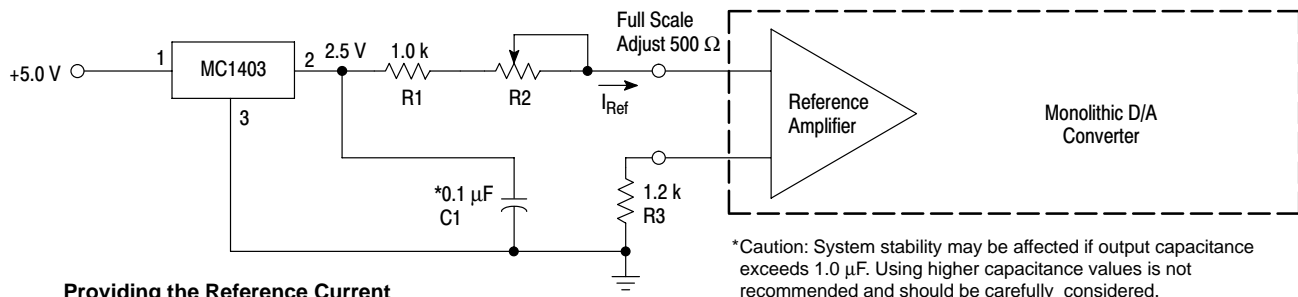 Full Scale
Adjust 500 Ω
+5.0 V
1
MC1403
2
2.5 V
1.0 k
R1
R2
IRef
3
Reference
Amplifier
Monolithic D/A
Converter
*0.1 μF
C1
1.2 k
R3
*Caution: System stability may be affected if output capacitance
exceeds 1.0 μF. Using higher capacitance values is not
recommended and should be carefully considered.
Providing the Reference Current